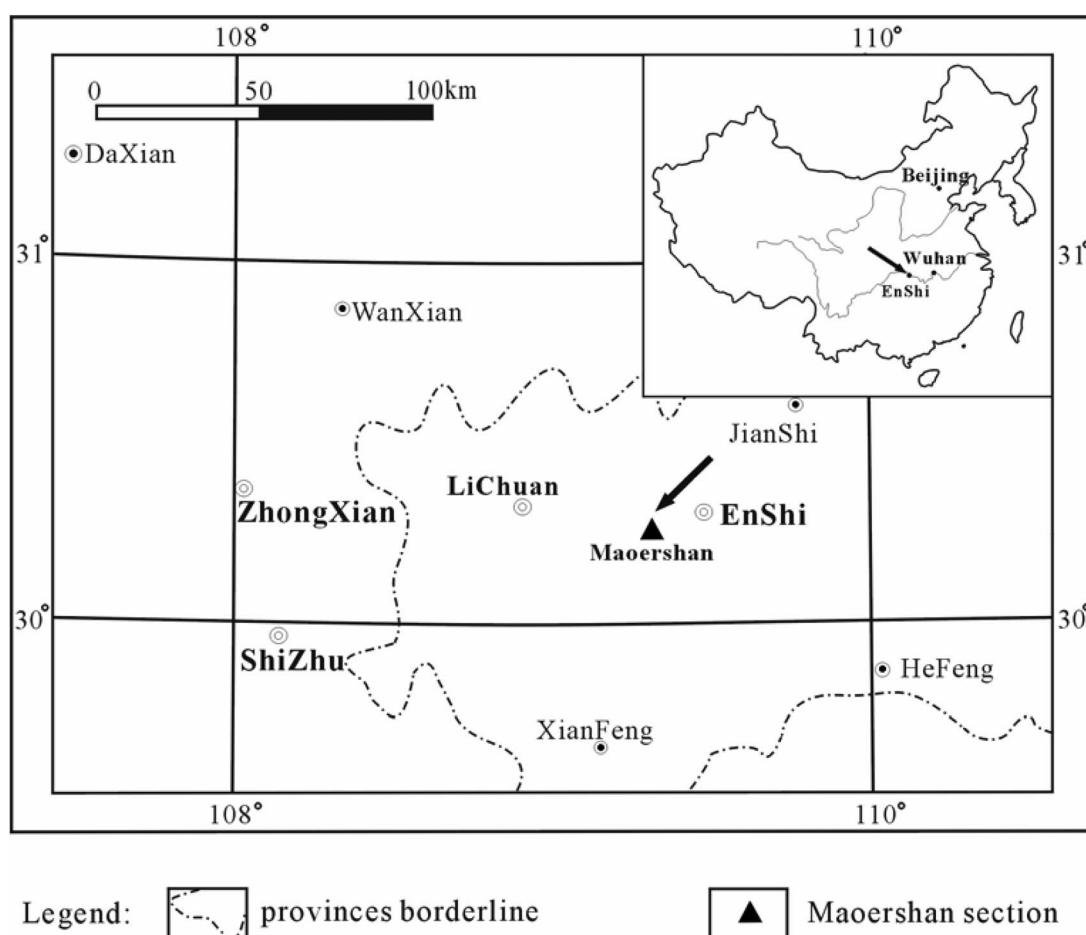 108°
110°
0 50 100km
DaXian
Beijing
31°
31°
Wuhan
EnShi
WanXian
JianShi
LiChuan
ZhongXian
EnShi
Maoershan
30°
30°
ShiZhu
HeFeng
XianFeng
108°
110°
Legend:
provinces borderline
Maoershan section